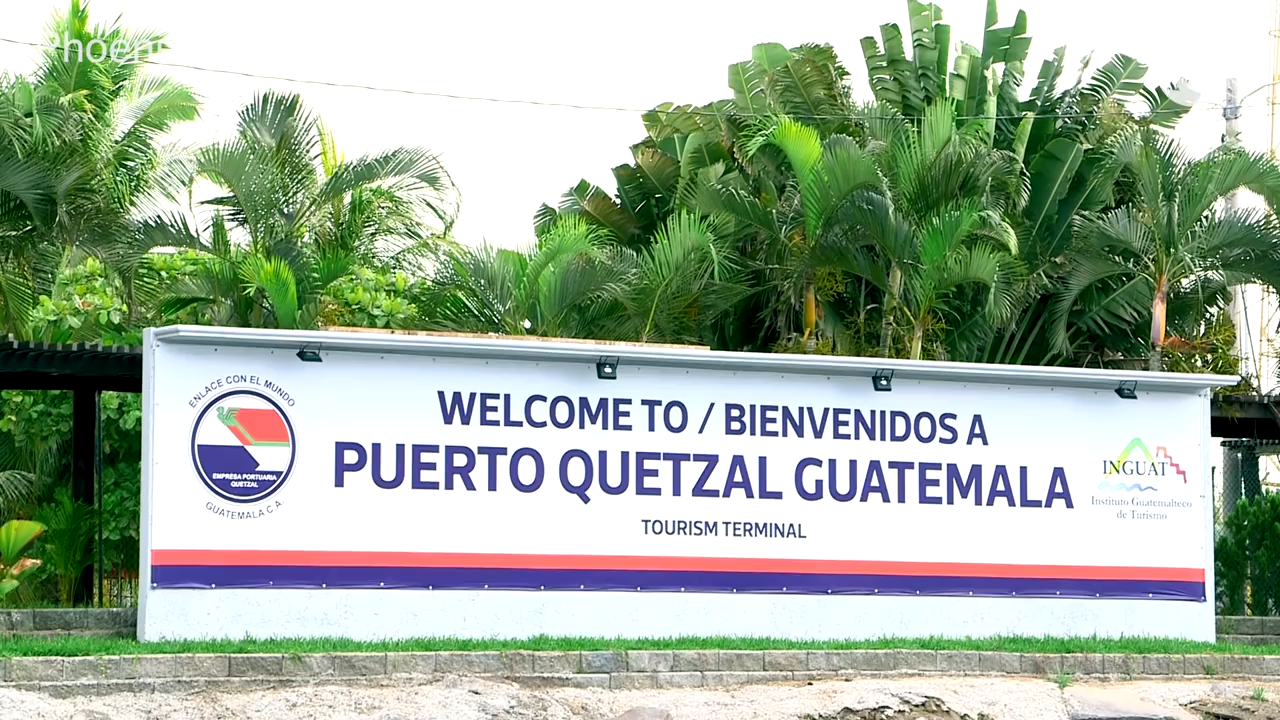 Phoen
ENLACE CON EL MUNDO
EMPRESA PORTUARIA
QUETZAL
GUATEMALA C.A.
WELCOME TO / BIENVENIDOS A
PUERTO QUETZAL GUATEMALA
TOURISM TERMINAL
INGUAT
Instituto Guatemalteco
de Turismo